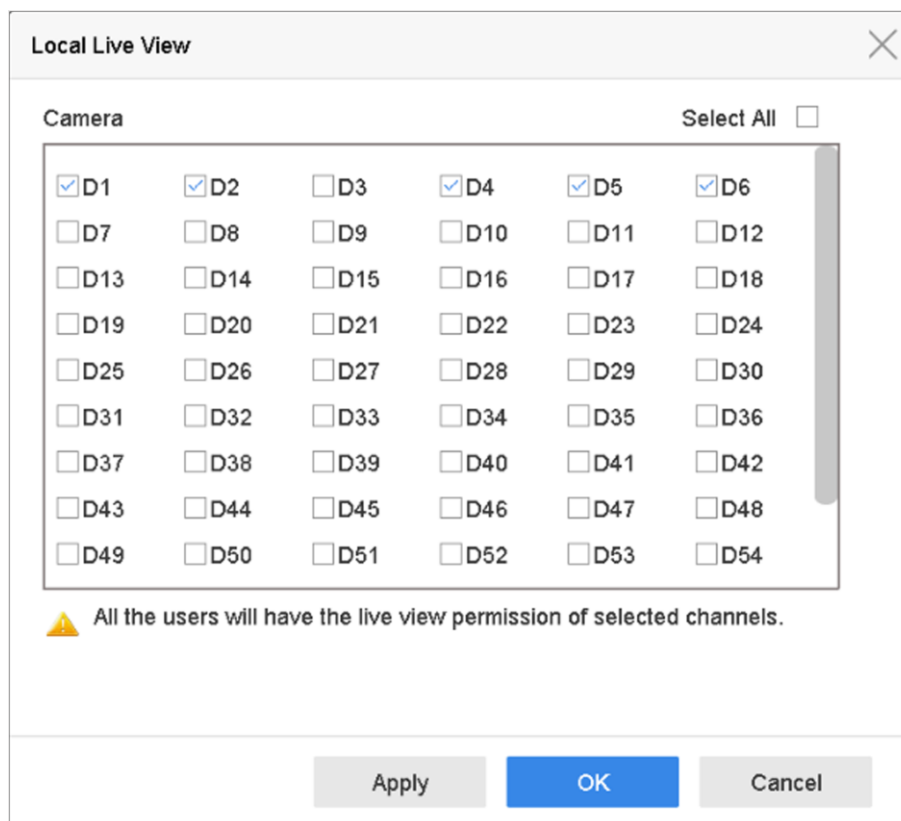 Local Live View
Camera Select All
D1 D2 D3 D4 D5 D6
D7 D8 D9 D10 D11 D12
D13 D14 D15 D16 D17 D18
D19 D20 D21 D22 D23 D24
D25 D26 D27 D28 D29 D30
D31 D32 D33 D34 D35 D36
D37 D38 D39 D40 D41 D42
D43 D44 D45 D46 D47 D48
D49 D50 D51 D52 D53 D54
All the users will have the live view permission of selected channels.
Apply OK Cancel